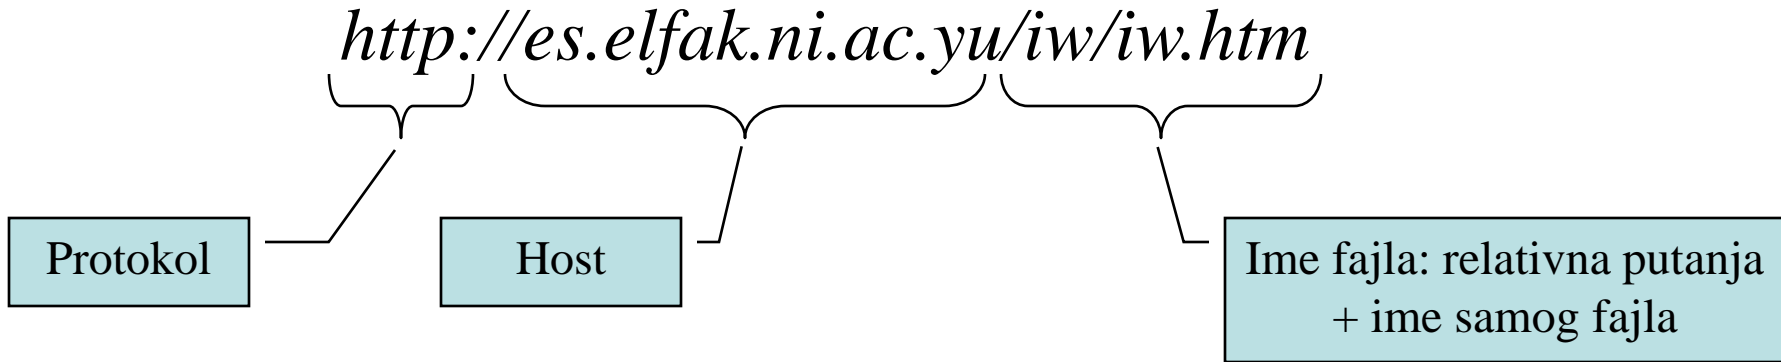 http://es.elfak.ni.ac.yu/iw/iw.htm
Protokol
Host
Ime fajla: relativna putanja
+ ime samog fajla